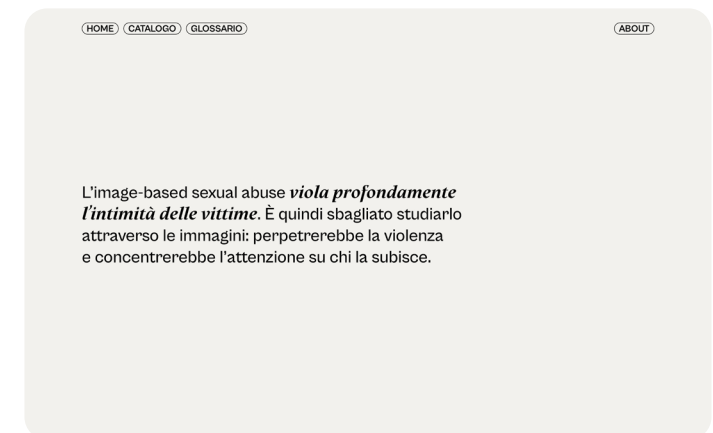 HOME CATALOGO GLOSSARIO ABOUT
L’image-based sexual abuse viola profondamente
l’intimità delle vittime. È quindi sbagliato studiarlo
attraverso le immagini: perpetrerebbe la violenza
e concentrerebbe l’attenzione su chi la subisce.